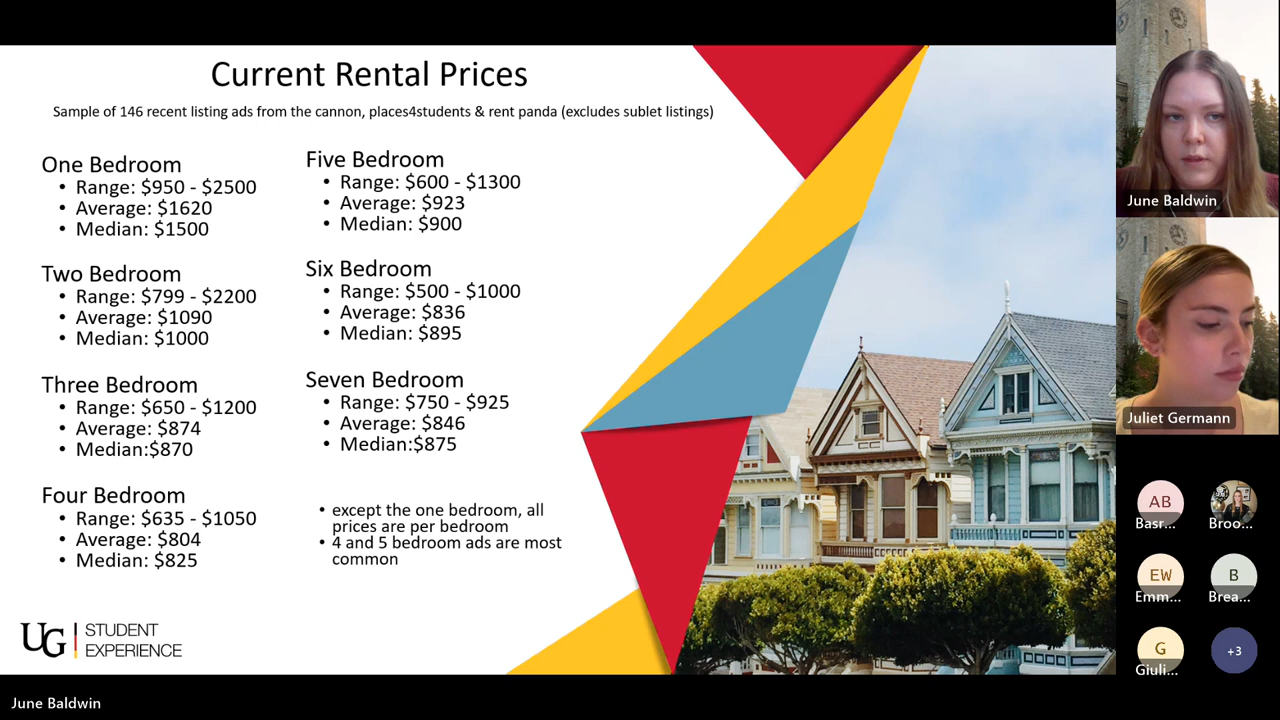 Current Rental Prices
Sample of 146 recent listing ads from the cannon, places4students & rent panda (excludes sublet listings)
One Bedroom
• Range: $950 - $2500
• Average: $1620
• Median: $1500
Two Bedroom
• Range: $799 - $2200
• Average: $1090
• Median: $1000
Three Bedroom
• Range: $650 - $1200
• Average: $874
• Median:$870
Four Bedroom
• Range: $635 - $1050
• Average: $804
• Median: $825
Five Bedroom
• Range: $600 - $1300
• Average: $923
• Median: $900
Six Bedroom
• Range: $500 - $1000
• Average: $836
• Median: $895
Seven Bedroom
• Range: $750 - $925
• Average: $846
• Median:$875
• except the one bedroom, all
prices are per bedroom
• 4 and 5 bedroom ads are most
common
UG STUDENT
EXPERIENCE
June Baldwin
Juliet Germann
AB
Basr...
Broo...
EW
Emm...
B
Brea...
G
Giuli...
+3
June Baldwin